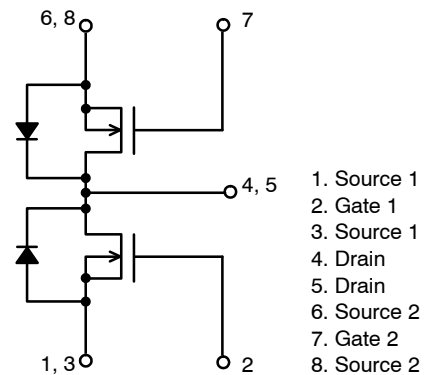 6, 8
7
4, 5
1, 3
2
1. Source 1
2. Gate 1
3. Source 1
4. Drain
5. Drain
6. Source 2
7. Gate 2
8. Source 2